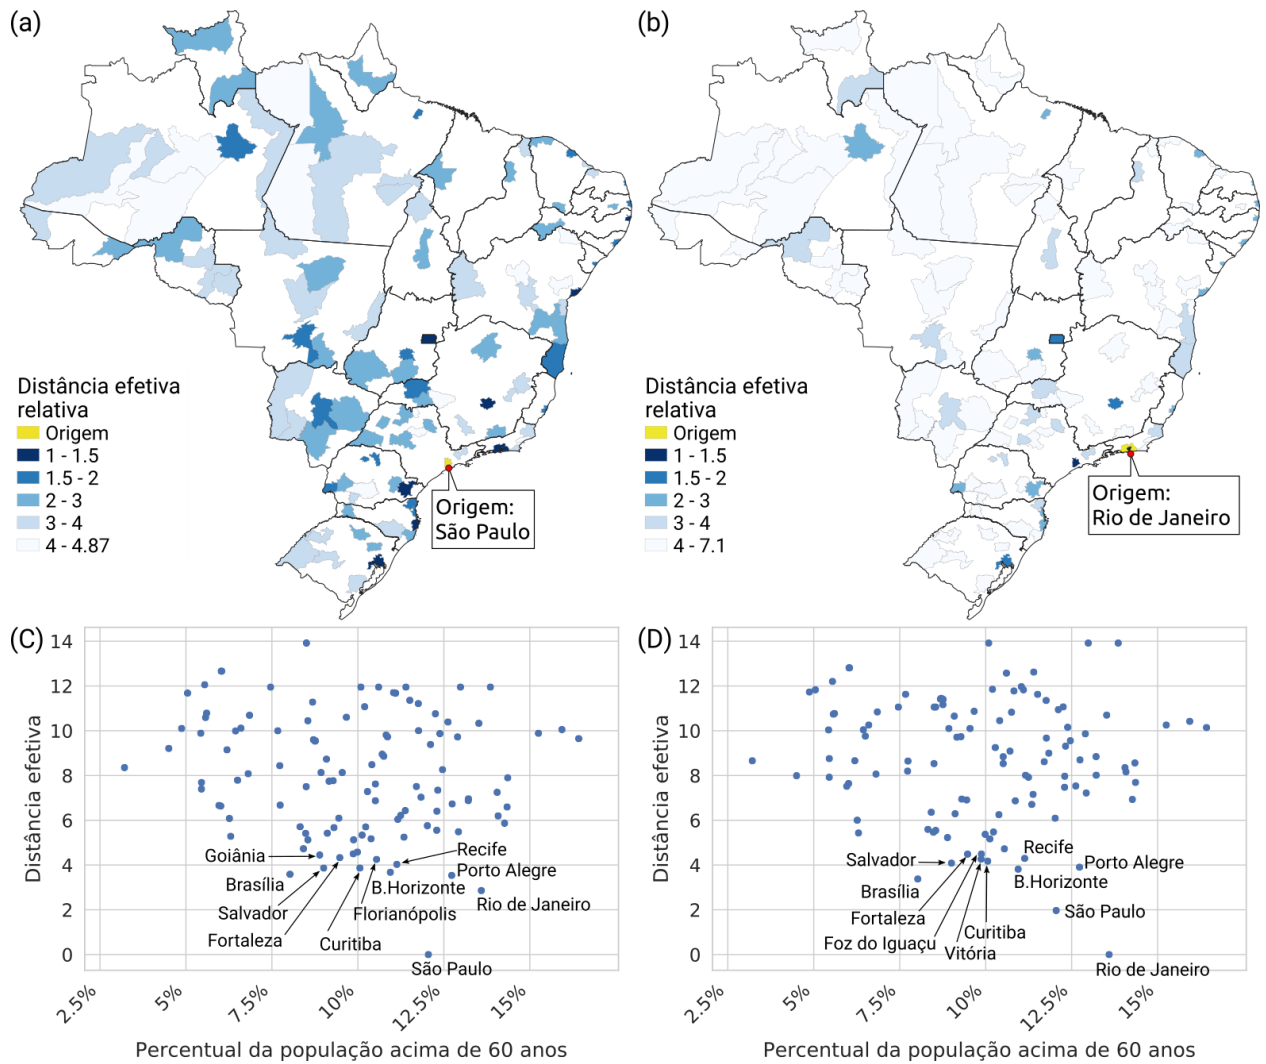 (a)
Distância efetiva
relativa
Origem
1 - 1.5
1.5 - 2
2 - 3
3 - 4
4 - 4.87
Origem:
São Paulo
(b)
Distância efetiva
relativa
Origem
1 - 1.5
1.5 - 2
2 - 3
3 - 4
4 - 7.1
Origem:
Rio de Janeiro
(C)
Distância efetiva
14
12
10
8
6
4
2
0
Goiânia
Brasília
Salvador
Fortaleza
Curitiba
Florianópolis
B.Horizonte
Recife
Porto Alegre
Rio de Janeiro
São Paulo
2.5%
5%
7.5%
10%
12.5%
15%
Percentual da população acima de 60 anos
(D)
Distância efetiva
14
12
10
8
6
4
2
0
Salvador
Brasília
Fortaleza
Foz do Iguaçu
Vitória
Curitiba
Recife
B.Horizonte
Porto Alegre
São Paulo
Rio de Janeiro
2.5%
5%
7.5%
10%
12.5%
15%
Percentual da população acima de 60 anos